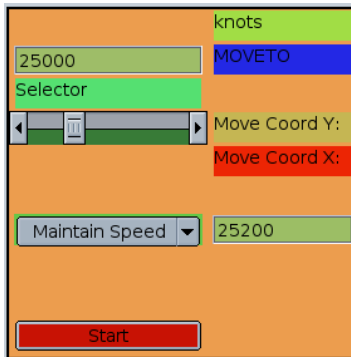 knots
25000
MOVETO
Selector
Move Coord Y:
Move Coord X:
Maintain Speed
25200
Start